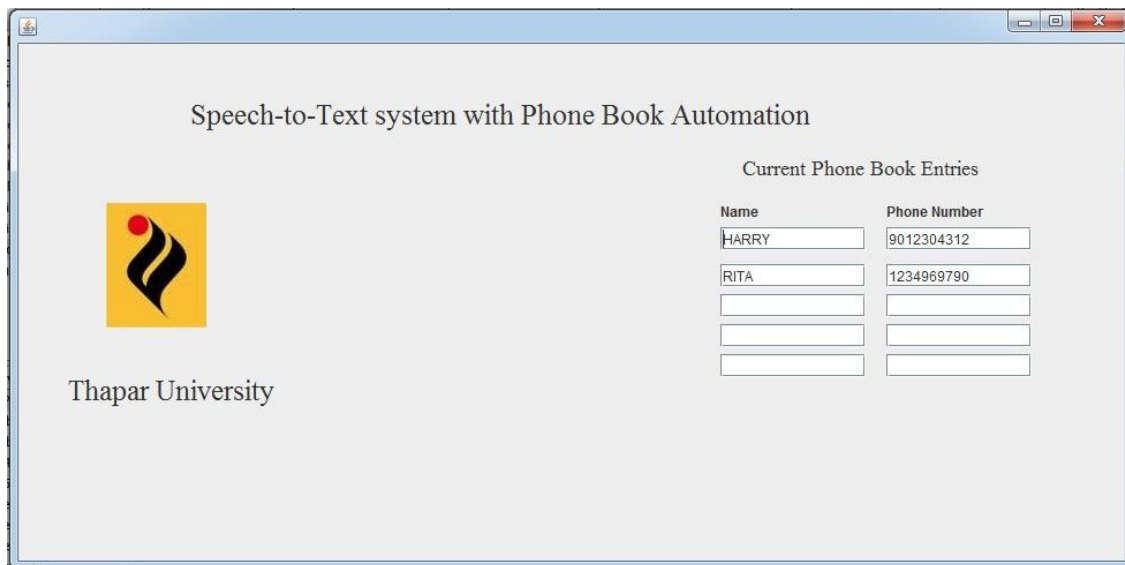 Speech-to-Text system with Phone Book Automation
Current Phone Book Entries
Name Phone Number
HARRY 9012304312
RITA 1234969790
Thapar University